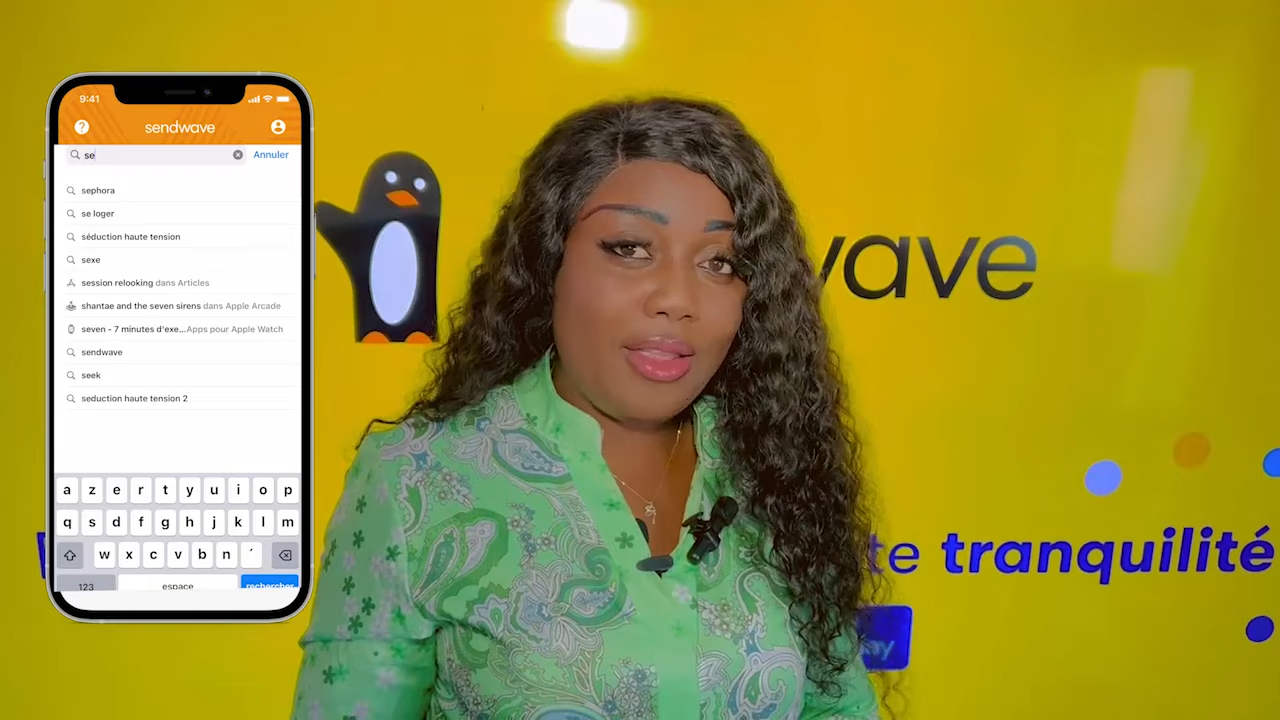 9:41
sendwave
se
Annuler
sephora
se loger
séduction haute tension
sexe
session relooking dans Articles
shantae and the seven sirens dans Apple Arcade
seven - 7 minutes d'exe...Apps pour Apple Watch
sendwave
seek
seduction haute tension 2
a z e r t y u i o p
q s d f g h j k l m
w x c v b n ´
123 espace rechercher
wave
te tranquilité